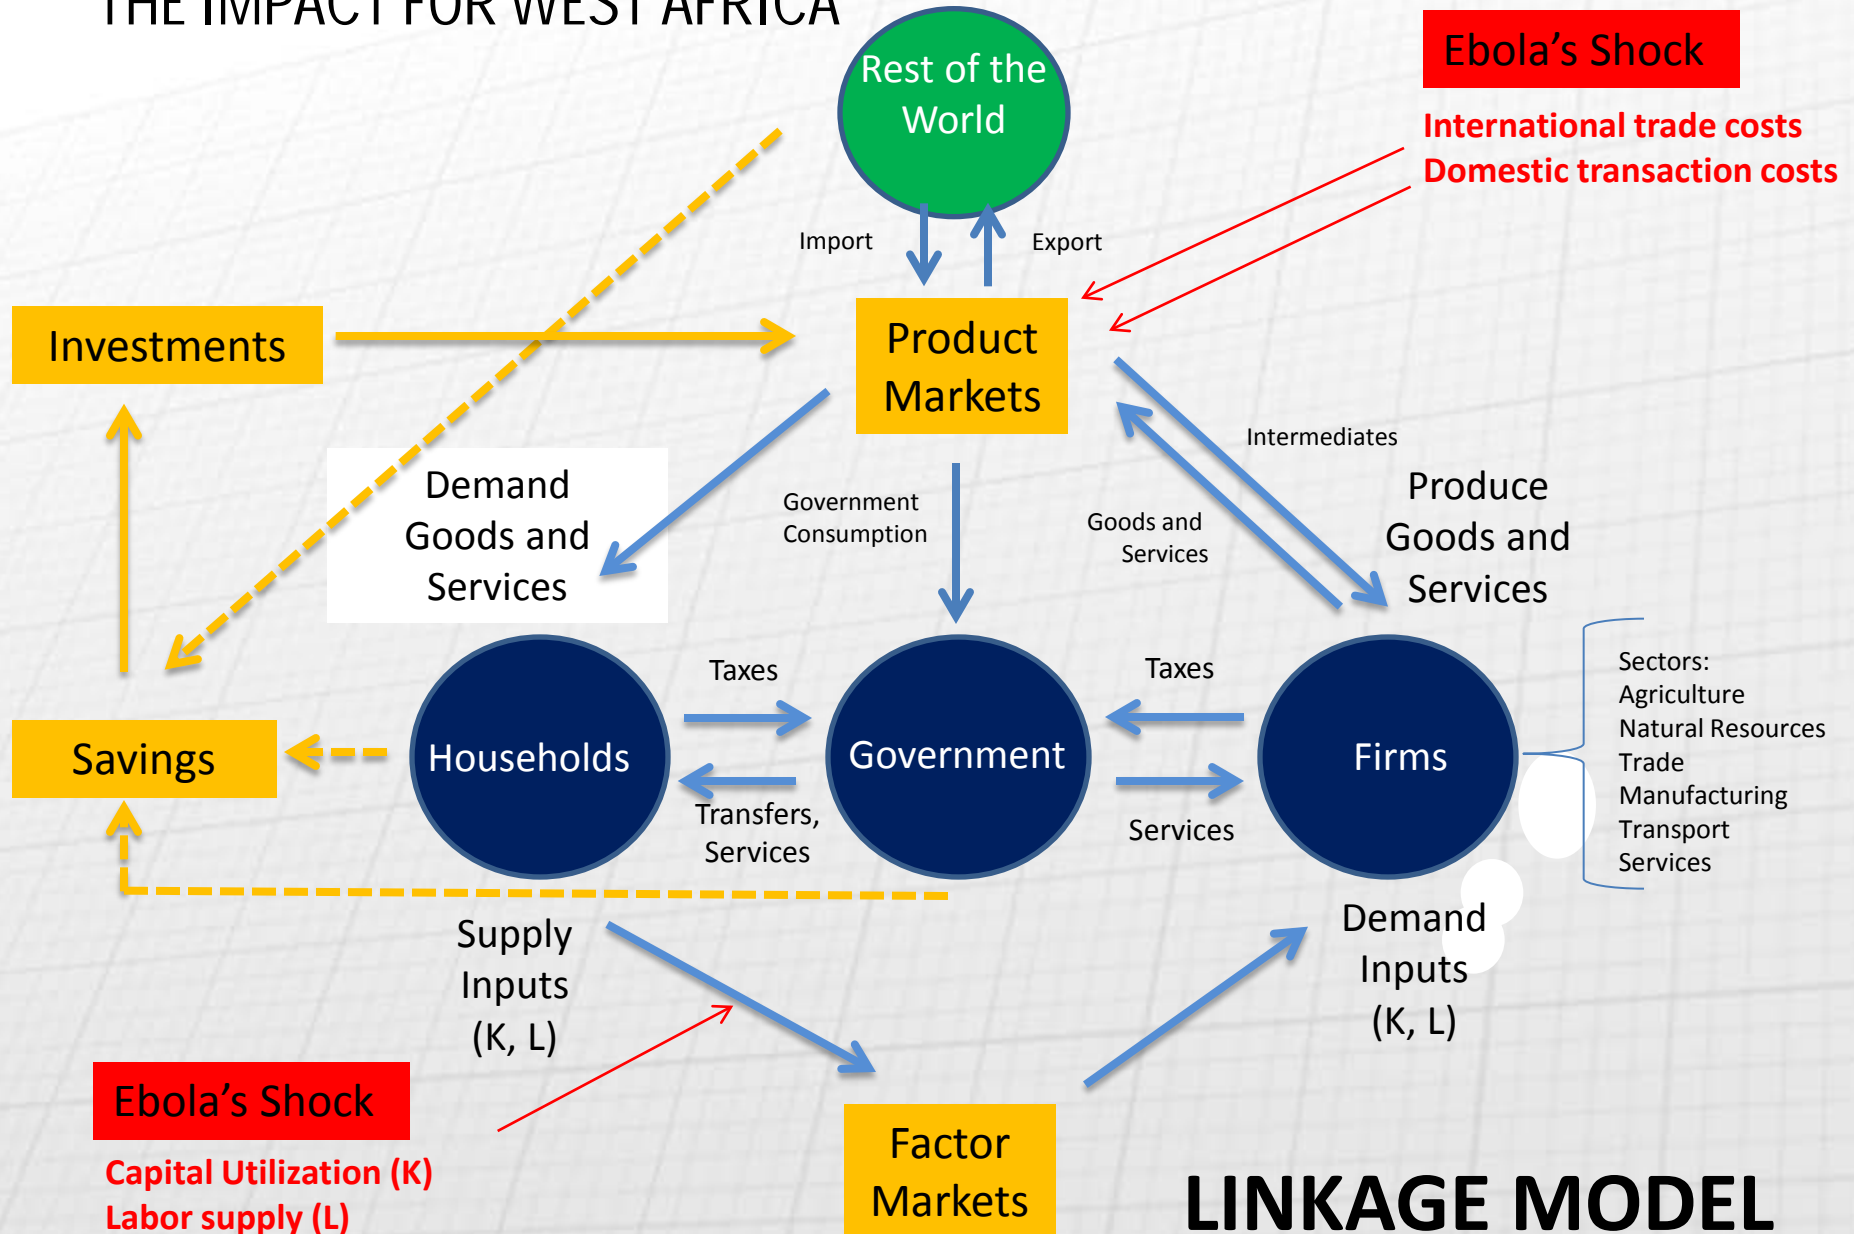 THE IMPACT FOR WEST AFRICA
Rest of the
World
Ebola's Shock
International trade costs
Domestic transaction costs
Import
Export
Investments
Product
Markets
Intermediates
Demand
Goods and
Services
Government
Consumption
Goods and
Services
Produce
Goods and
Services
Taxes
Taxes
Sectors:
Agriculture
Natural Resources
Trade
Manufacturing
Transport
Services
Savings
Households
Government
Firms
Transfers,
Services
Services
Supply
Inputs
(K, L)
Demand
Inputs
(K, L)
Ebola's Shock
Capital Utilization (K)
Labor supply (L)
Factor
Markets
LINKAGE MODEL